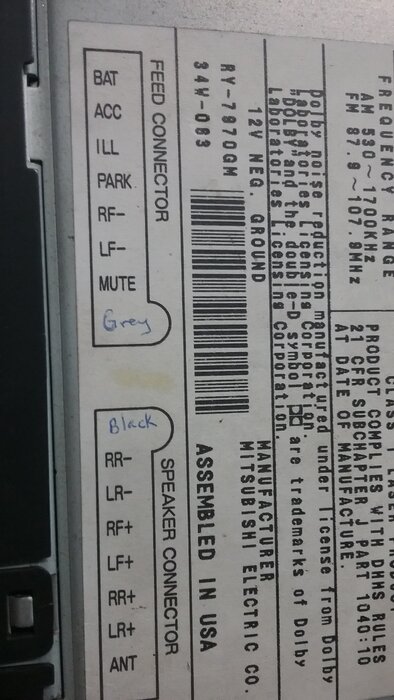 FREQUENCY RANGE
AM 530~1700KHz
FM 87.9~107.9MHz
CLASS 1 LASER PRODUCT
PRODUCT COMPLIES WITH DHHS RULES
21 CFR SUBCHAPTER J PART 1040:10
AT DATE OF MANUFACTURE.
Dolby noise reduction manufactured under license from Dolby
Laboratories Licensing Corporation.
"DOLBY" and the double-D symbol are trademarks of Dolby
Laboratories Licensing Corporation.
12V NEG. GROUND
MANUFACTURER
MITSUBISHI ELECTRIC CO.
RY-7970GM
34W-063
ASSEMBLED IN USA
FEED CONNECTOR
BAT
ACC
ILL
PARK
RF-
LF-
MUTE
Grey
SPEAKER CONNECTOR
Black
RR-
LR-
RF+
LF+
RR+
LR+
ANT